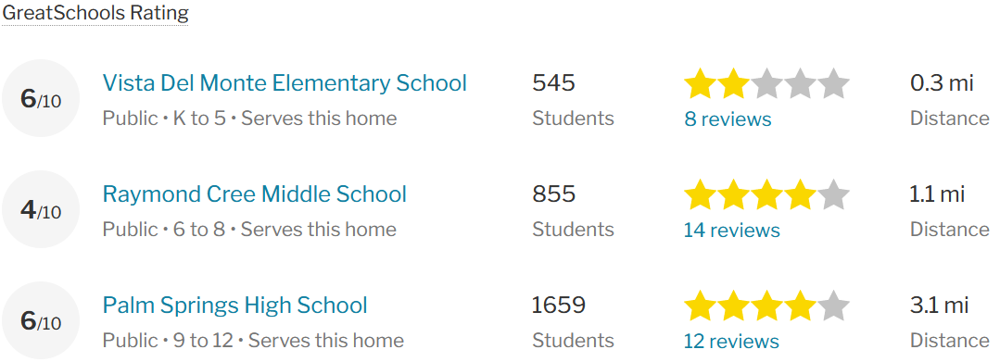 GreatSchools Rating
6/10 Vista Del Monte Elementary School 545 0.3 mi
Public • K to 5 • Serves this home Students 8 reviews Distance
4/10 Raymond Cree Middle School 855 1.1 mi
Public • 6 to 8 • Serves this home Students 14 reviews Distance
6/10 Palm Springs High School 1659 3.1 mi
Public • 9 to 12 • Serves this home Students 12 reviews Distance